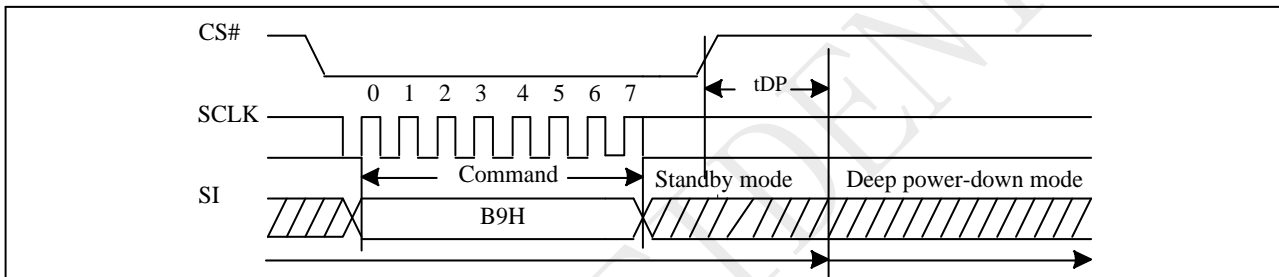 CS#
tDP
0 1 2 3 4 5 6 7
SCLK
Command
Standby mode
Deep power-down mode
SI
B9H